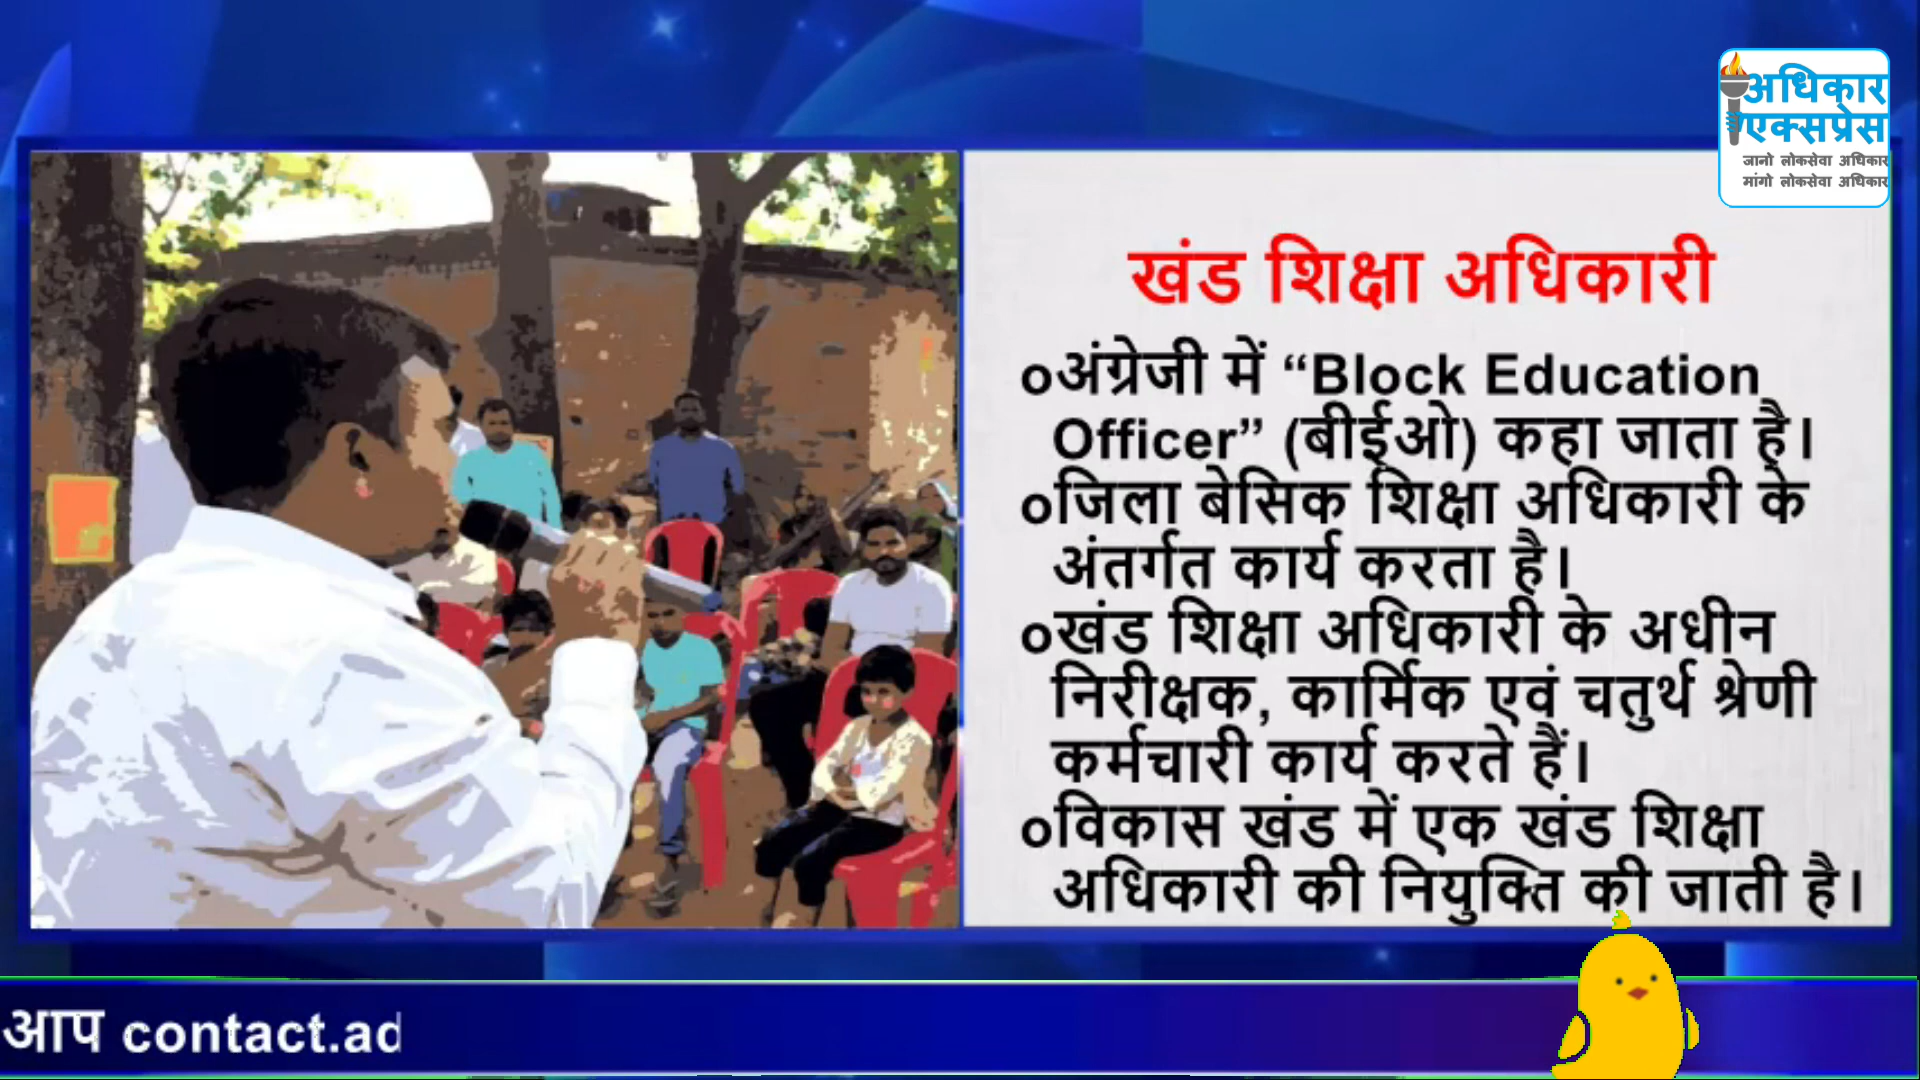 अधिकार
एक्सप्रेस
जानो लोकसेवा अधिकार
मांगो लोकसेवा अधिकार
खंड शिक्षा अधिकारी
oअंग्रेजी में “Block Education
Officer” (बीईओ) कहा जाता है।
oजिला बेसिक शिक्षा अधिकारी के
अंतर्गत कार्य करता है।
oखंड शिक्षा अधिकारी के अधीन
निरीक्षक, कार्मिक एवं चतुर्थ श्रेणी
कर्मचारी कार्य करते हैं।
oविकास खंड में एक खंड शिक्षा
अधिकारी की नियुक्ति की जाती है।
आप contact.ad